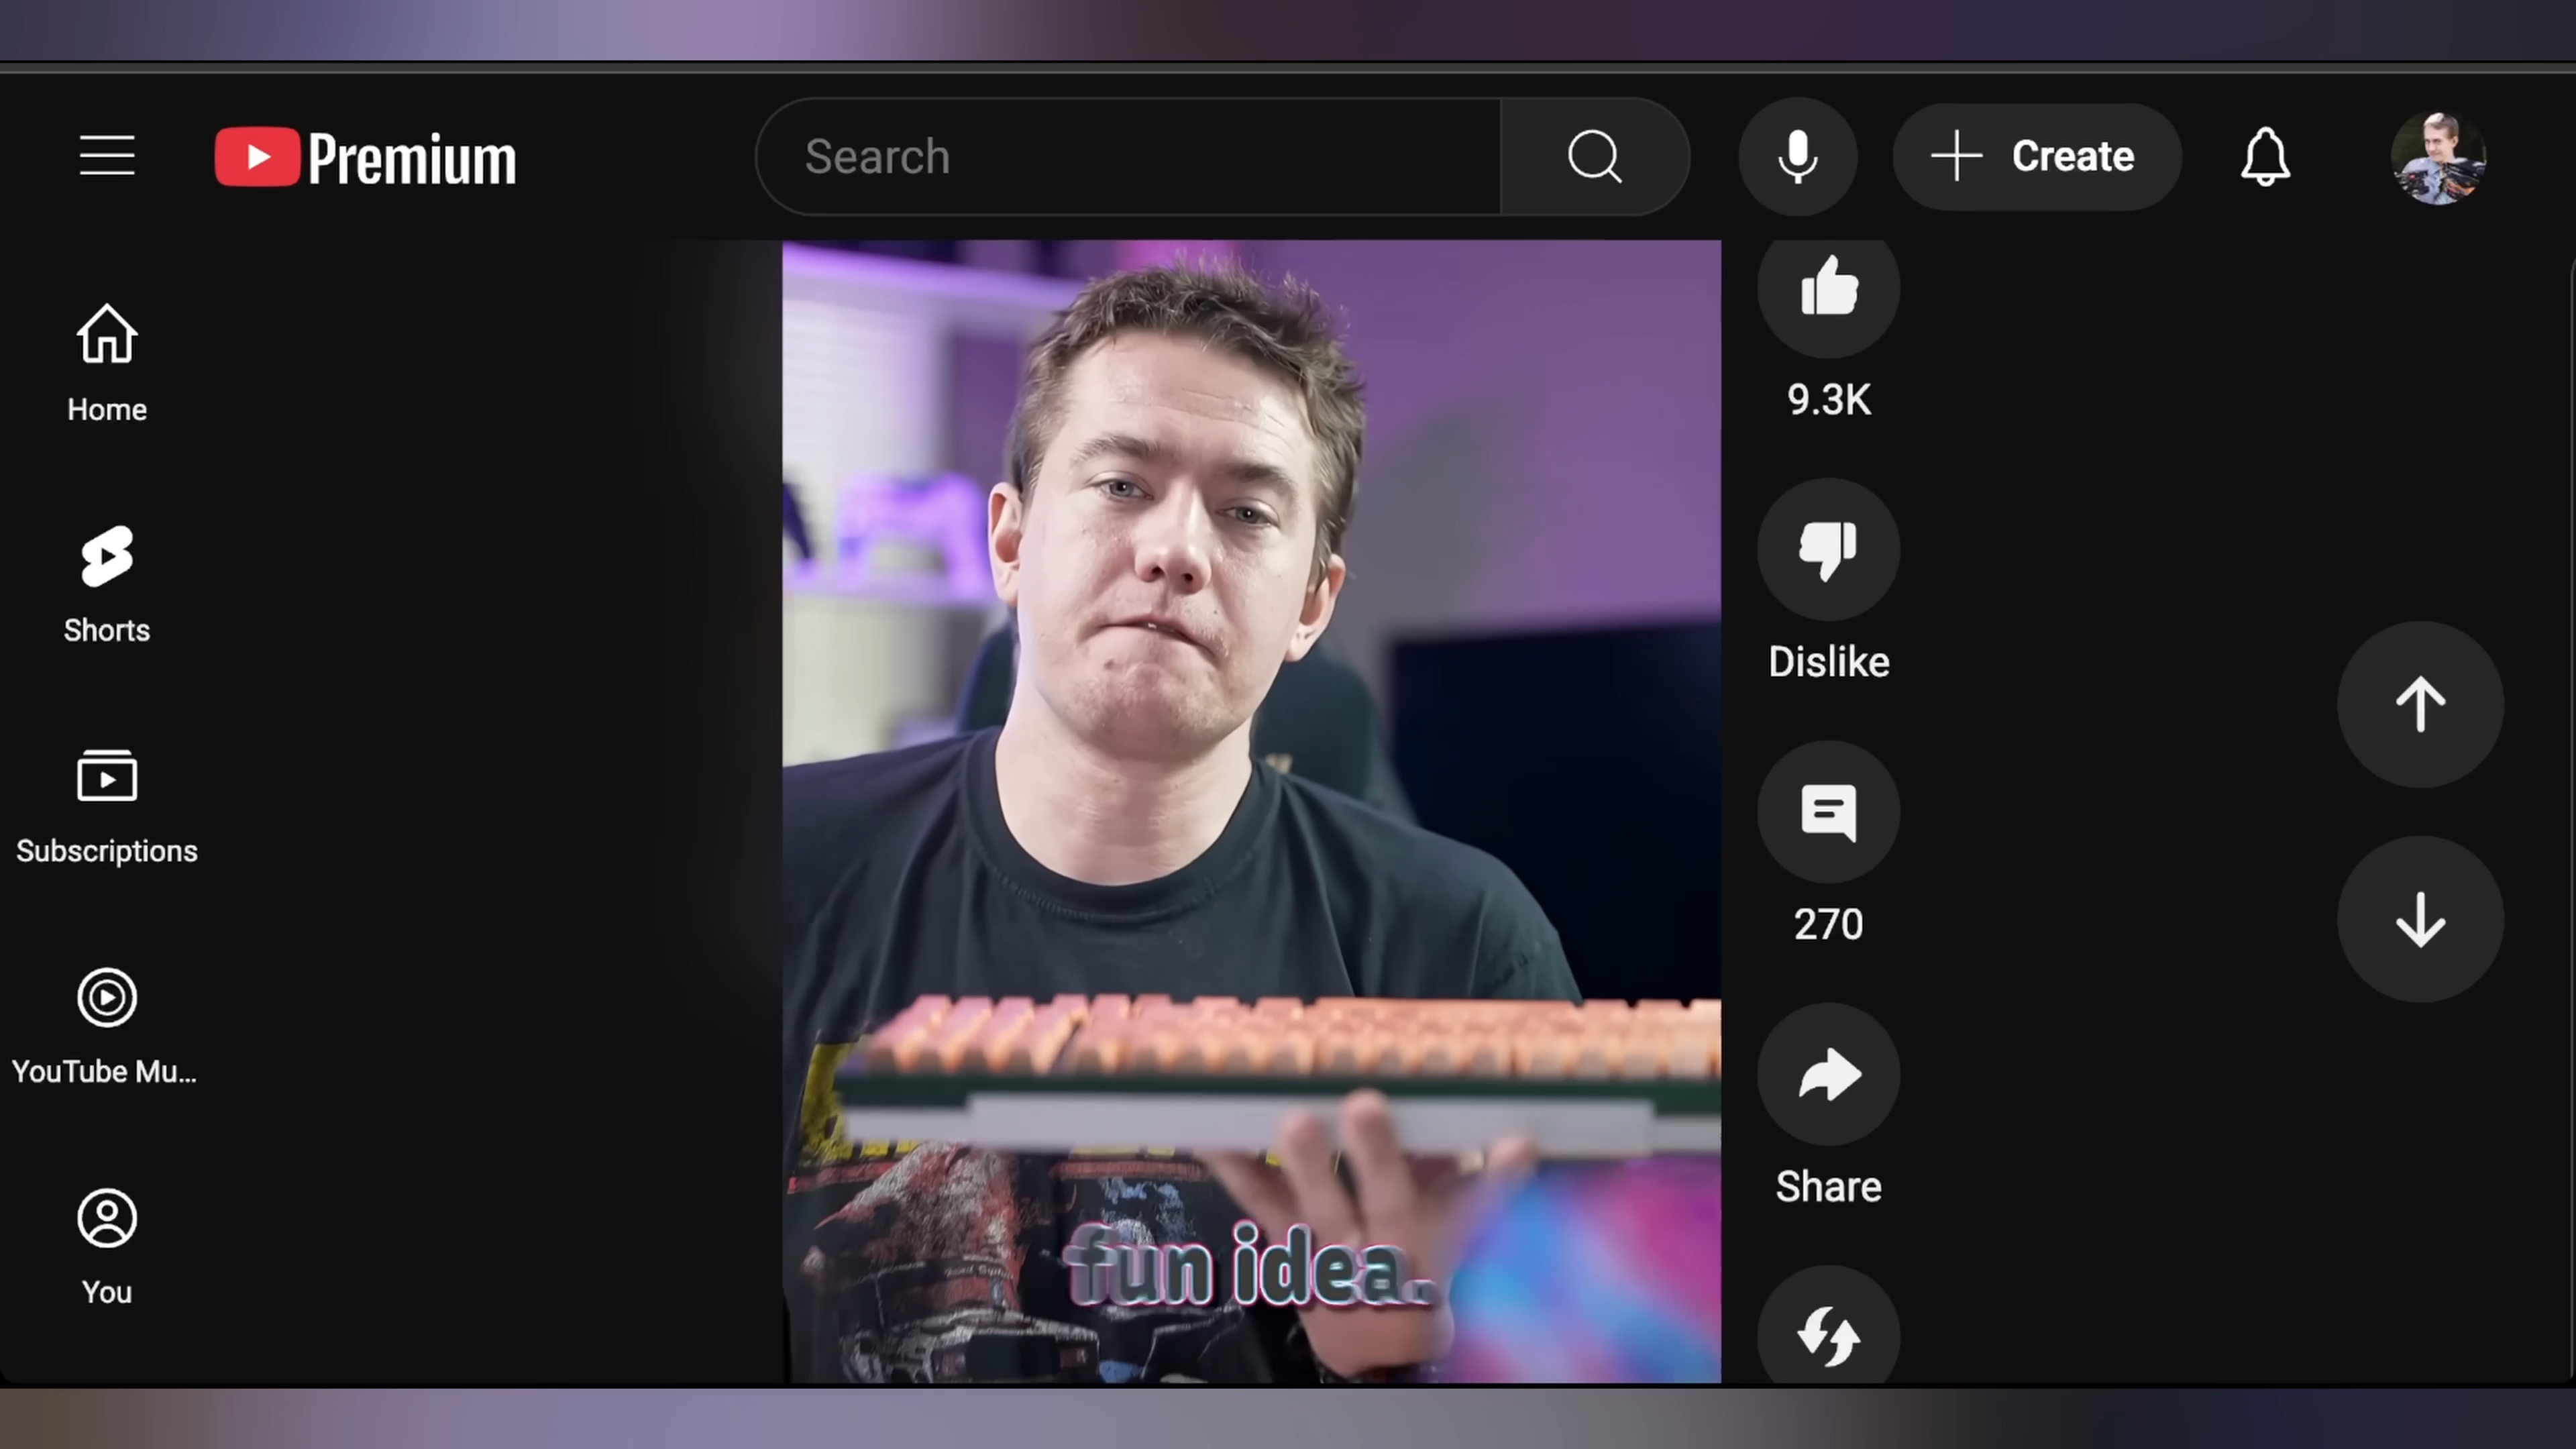 Premium
Search
Create
Home
Shorts
Subscriptions
YouTube Mu...
You
9.3K
Dislike
270
Share
fun idea.